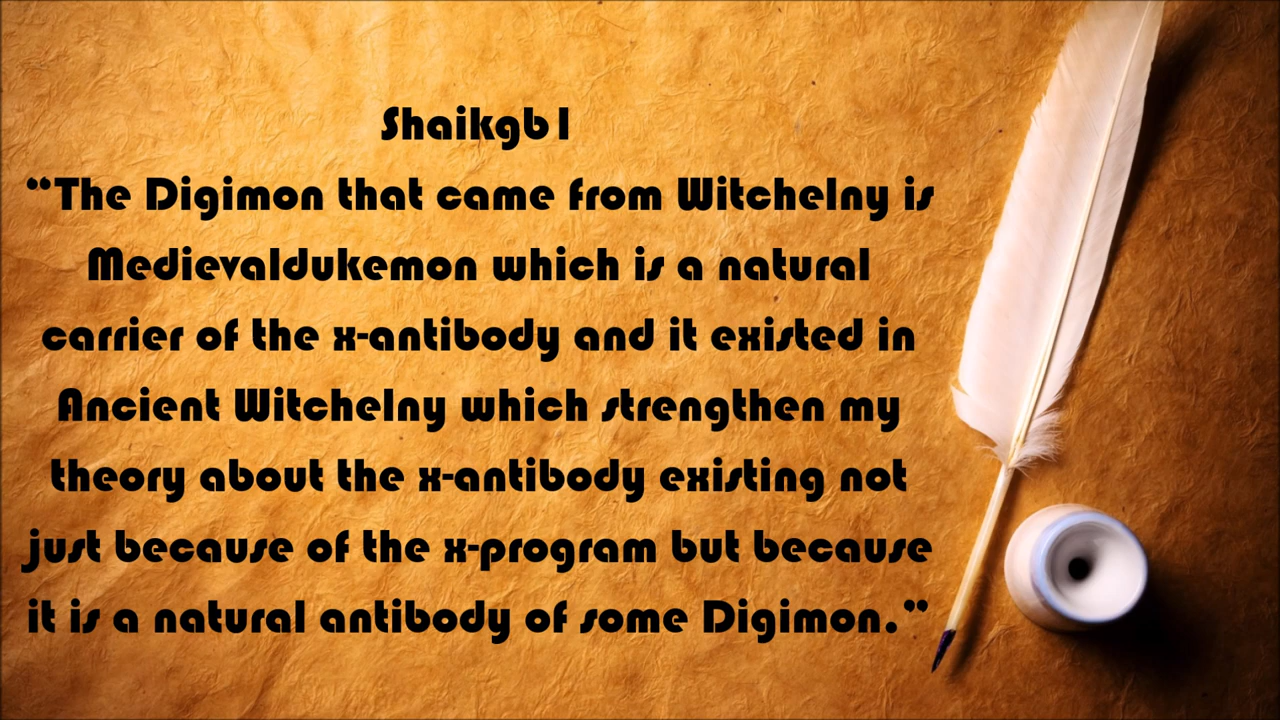 Shaikgb1
“The Digimon that came from Witchelny is
Medievaldukemon which is a natural
carrier of the x-antibody and it existed in
Ancient Witchelny which strengthen my
theory about the x-antibody existing not
just because of the x-program but because
it is a natural antibody of some Digimon.”